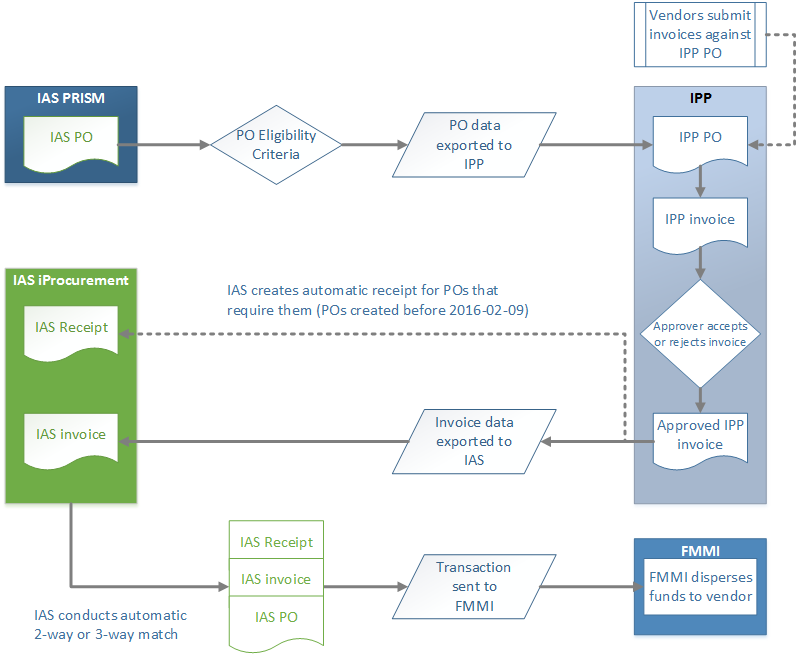 Vendors submit
invoices against
IPP PO
IAS PRISM
IAS PO
PO Eligibility
Criteria
PO data
exported to
IPP
IPP
IPP PO
IPP invoice
Approver accepts
or rejects invoice
Approved IPP
invoice
IAS iProcurement
IAS Receipt
IAS creates automatic receipt for POs that
require them (POs created before 2016-02-09)
IAS invoice
Invoice data
exported to
IAS
IAS conducts automatic
2-way or 3-way match
IAS Receipt
IAS invoice
IAS PO
Transaction
sent to
FMMI
FMMI
FMMI disperses
funds to vendor